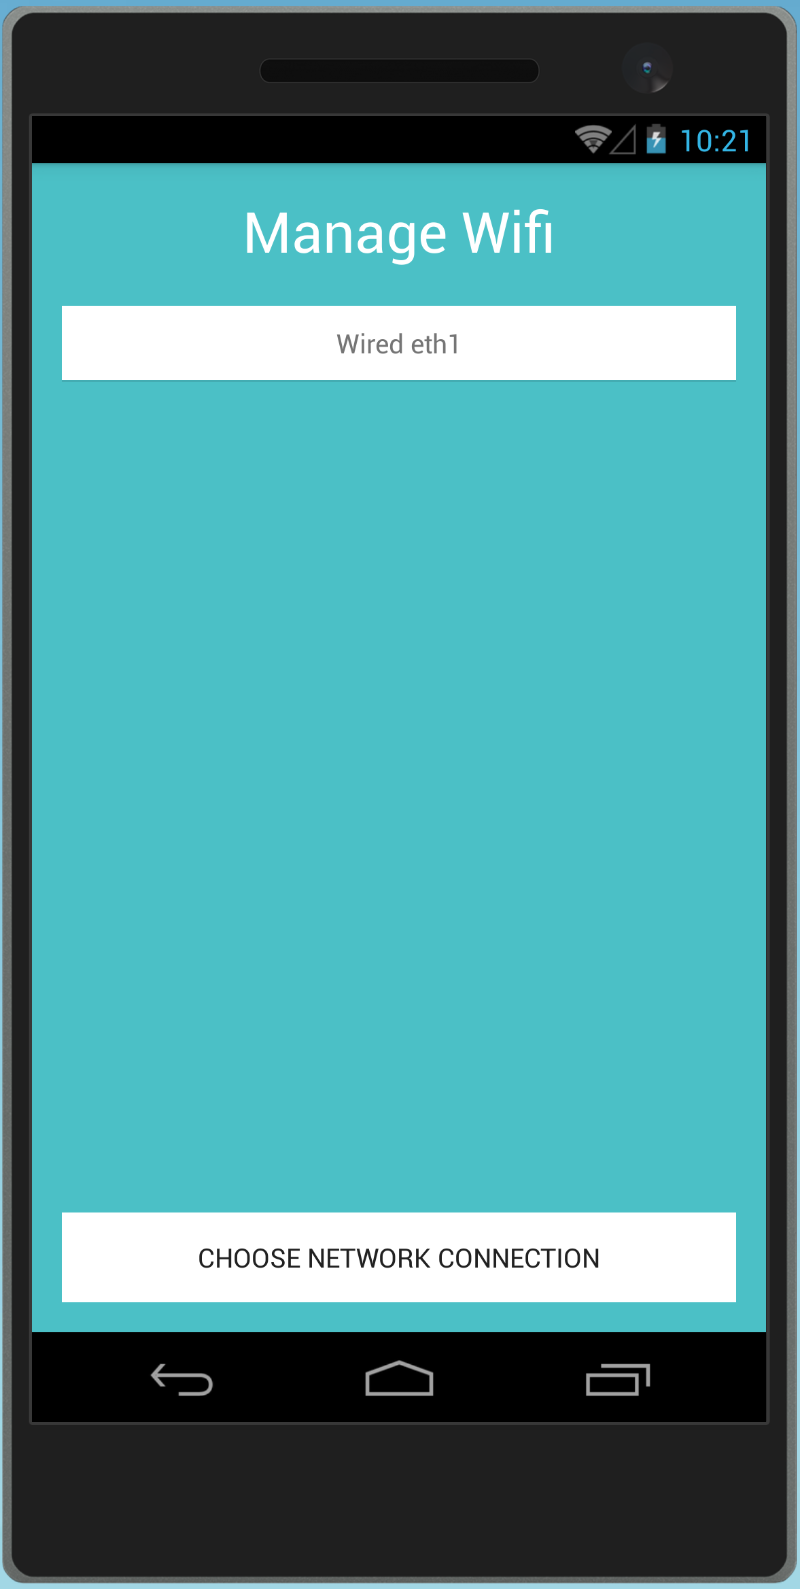 10:21
Manage Wifi
Wired eth1
CHOOSE NETWORK CONNECTION